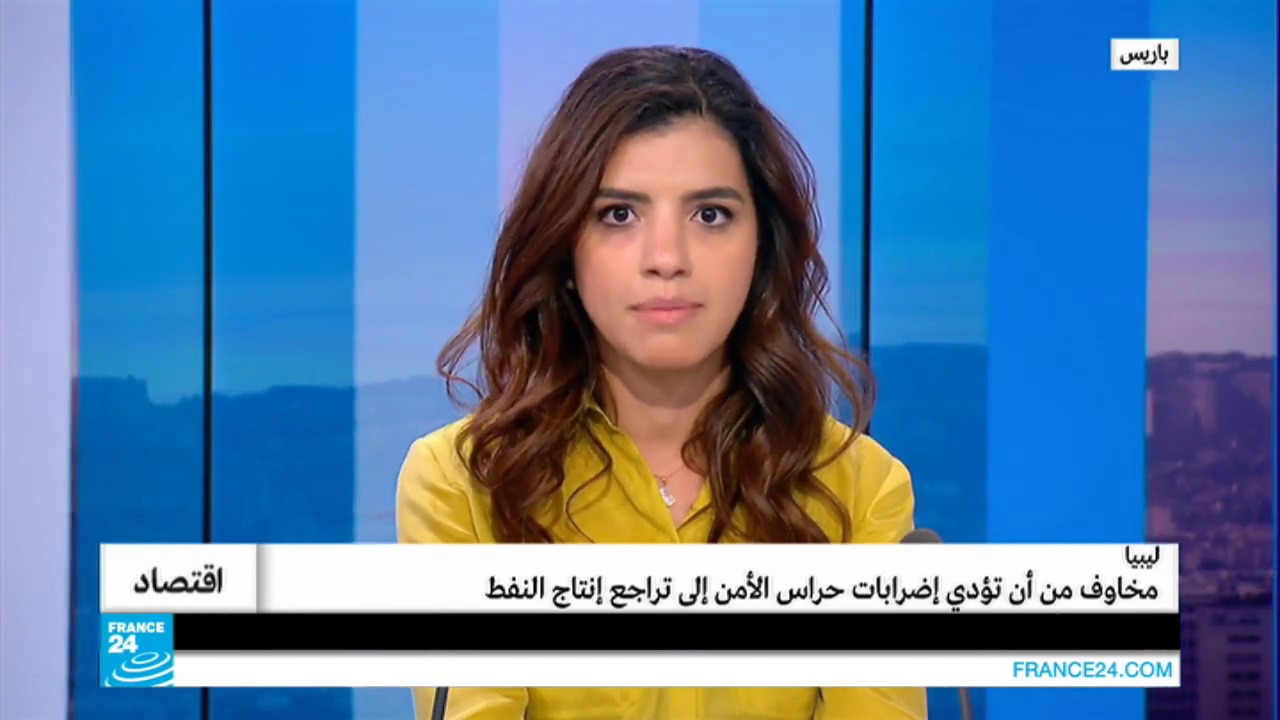 باريس
ليبيا
مخاوف من أن تؤدي إضرابات حراس الأمن إلى تراجع إنتاج النفط
اقتصاد
FRANCE
24
FRANCE24.COM